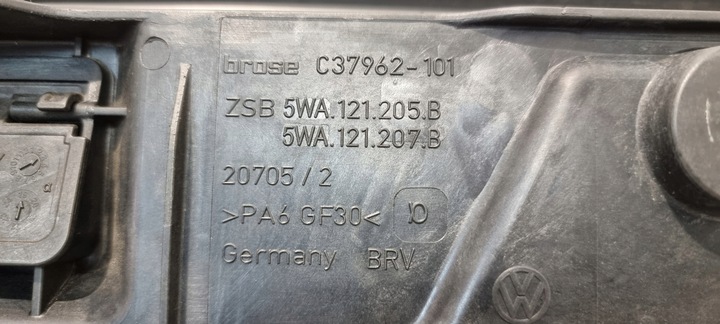 brose C37962-101
ZSB 5WA.121.205.B
5WA.121.207.B
20705/2
>PA6 GF30<
Germany BRV